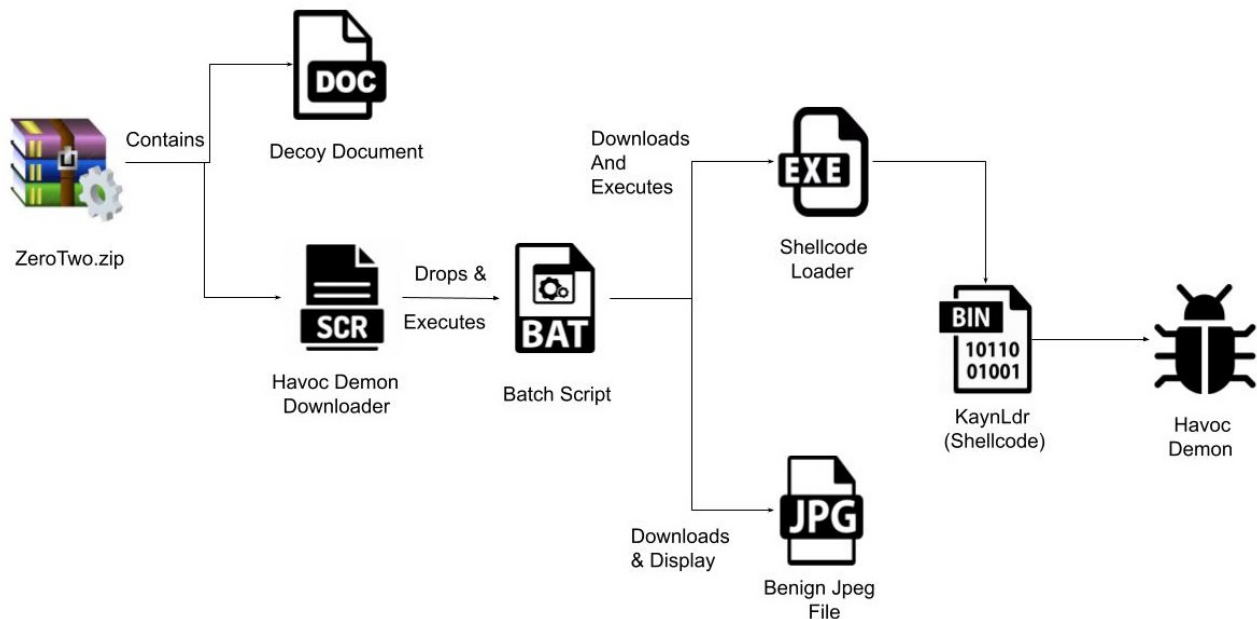 DOC
Contains
Decoy Document
ZeroTwo.zip
SCR
Havoc Demon
Downloader
Drops &
Executes
BAT
Batch Script
Downloads
And
Executes
EXE
Shellcode
Loader
Downloads
& Display
JPG
Benign Jpeg
File
BIN
10110
01001
KaynLdr
(Shellcode)
Havoc
Demon